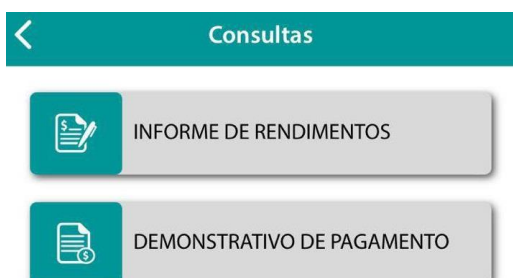 Consultas
INFORME DE RENDIMENTOS
DEMONSTRATIVO DE PAGAMENTO